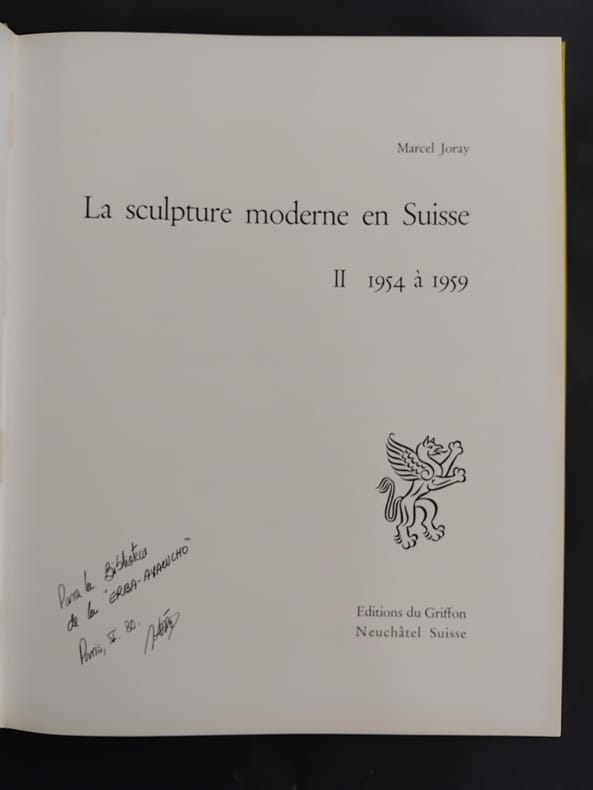 Marcel Joray
La sculpture moderne en Suisse
II 1954 à 1959
Editions du Griffon
Neuchâtel Suisse
Para la Biblioteca
de la "ERBA-AYACUCHO"
Paris, V. 80.